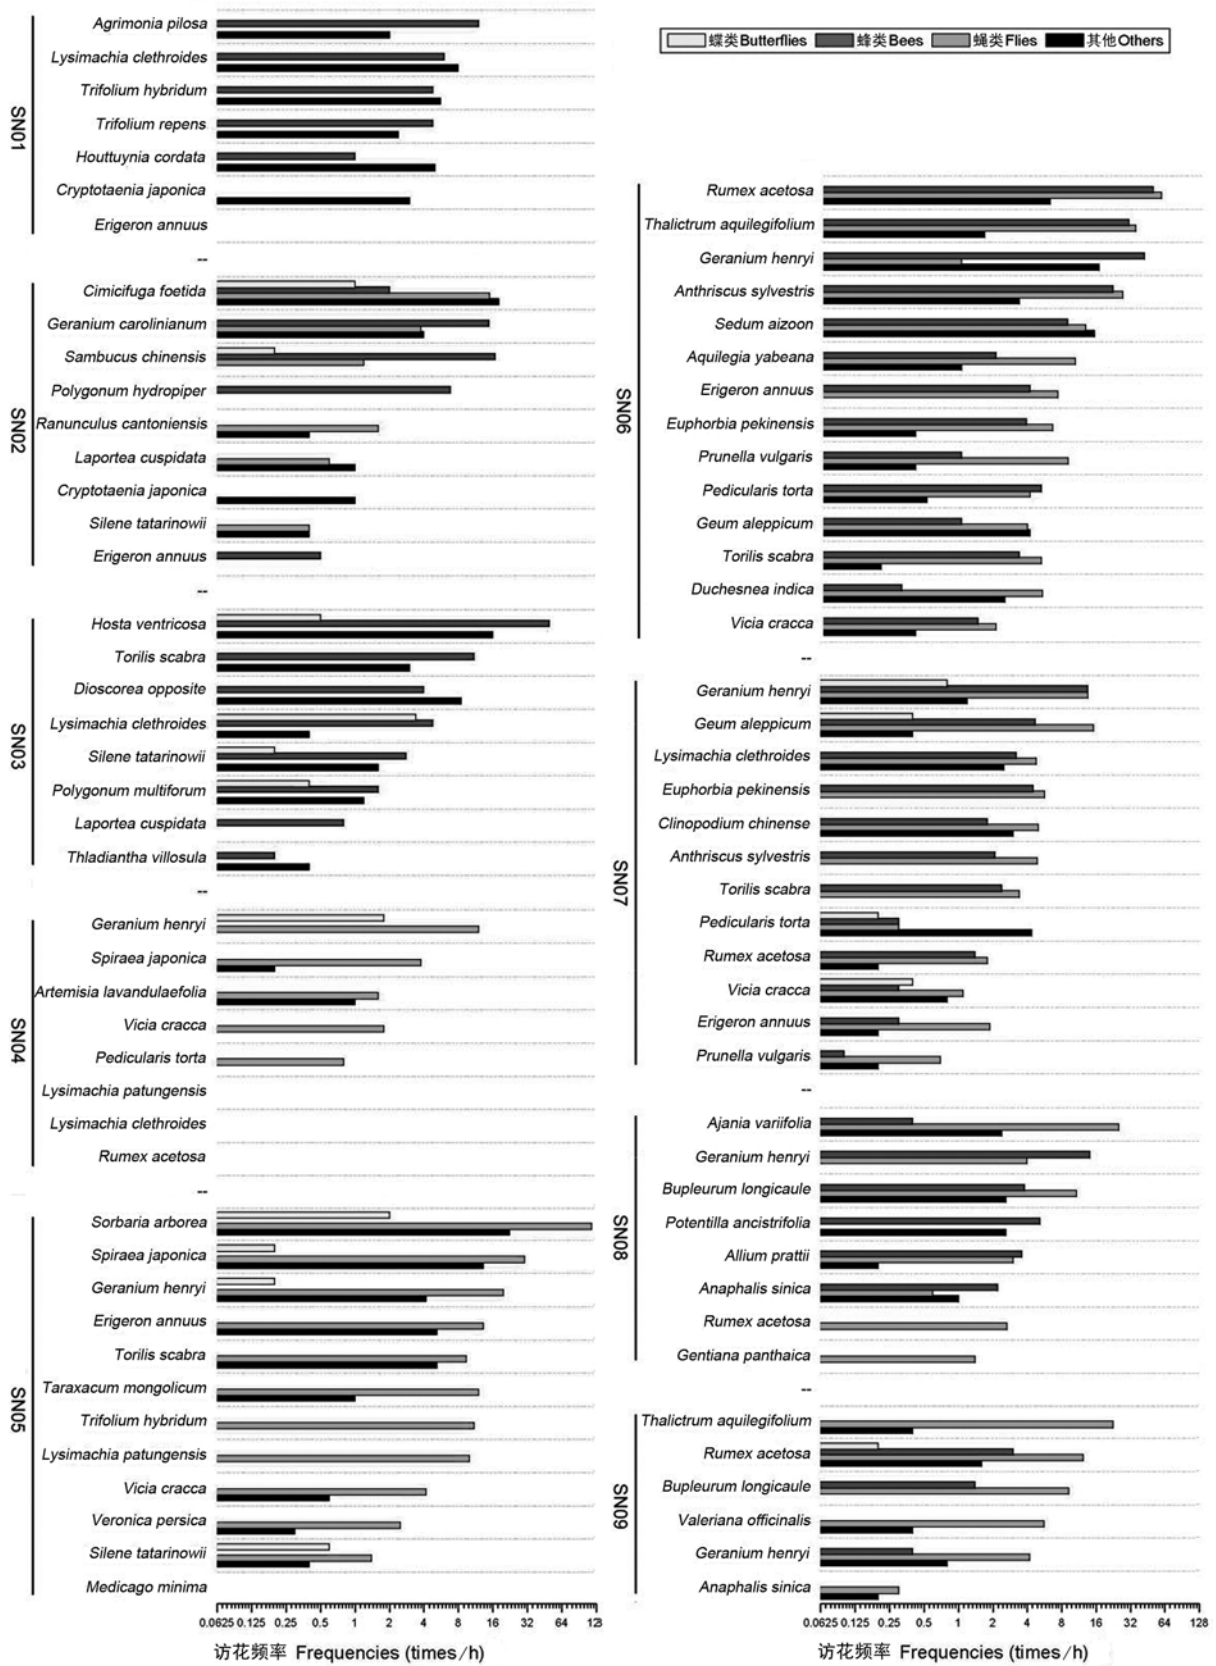 SN01
Agrimonia pilosa
Lysimachia clethroides
Trifolium hybridum
Trifolium repens
Houttuynia cordata
Cryptotaenia japonica
Erigeron annuus
--
SN02
Cimicifuga foetida
Geranium carolinianum
Sambucus chinensis
Polygonum hydropiper
Ranunculus cantoniensis
Laportea cuspidata
Cryptotaenia japonica
Silene tatarinowii
Erigeron annuus
--
SN03
Hosta ventricosa
Torilis scabra
Dioscorea opposite
Lysimachia clethroides
Silene tatarinowii
Polygonum multiforum
Laportea cuspidata
Thladiantha villosula
--
SN04
Geranium henryi
Spiraea japonica
Artemisia lavandulaefolia
Vicia cracca
Pedicularis torta
Lysimachia patungensis
Lysimachia clethroides
Rumex acetosa
--
SN05
Sorbaria arborea
Spiraea japonica
Geranium henryi
Erigeron annuus
Torilis scabra
Taraxacum mongolicum
Trifolium hybridum
Lysimachia patungensis
Vicia cracca
Veronica persica
Silene tatarinowii
Medicago minima
0.0625 0.125 0.25 0.5 1 2 4 8 16 32 64 128
访花频率 Frequencies (times/h)
蝶类Butterflies 蜂类Bees 蝇类Flies 其他Others
SN06
Rumex acetosa
Thalictrum aquilegifolium
Geranium henryi
Anthriscus sylvestris
Sedum aizoon
Aquilegia yabeana
Erigeron annuus
Euphorbia pekinensis
Prunella vulgaris
Pedicularis torta
Geum aleppicum
Torilis scabra
Duchesnea indica
Vicia cracca
--
SN07
Geranium henryi
Geum aleppicum
Lysimachia clethroides
Euphorbia pekinensis
Clinopodium chinense
Anthriscus sylvestris
Torilis scabra
Pedicularis torta
Rumex acetosa
Vicia cracca
Erigeron annuus
Prunella vulgaris
--
SN08
Ajania variifolia
Geranium henryi
Bupleurum longicaule
Potentilla ancistrifolia
Allium prattii
Anaphalis sinica
Rumex acetosa
Gentiana panthaica
--
SN09
Thalictrum aquilegifolium
Rumex acetosa
Bupleurum longicaule
Valeriana officinalis
Geranium henryi
Anaphalis sinica
0.0625 0.125 0.25 0.5 1 2 4 8 16 32 64 128
访花频率 Frequencies (times/h)